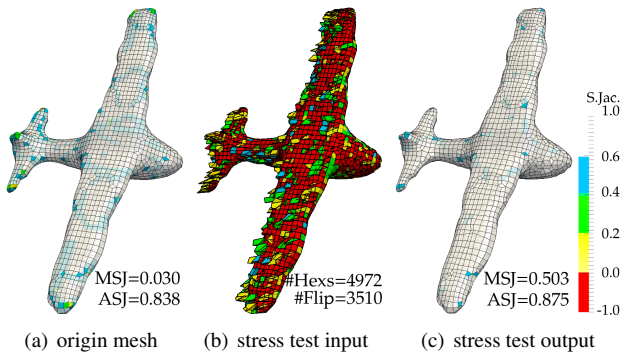 S.Jac.
1.0
0.6
0.4
0.2
0.0
-1.0
MSJ=0.030
ASJ=0.838
#Hexs=4972
#Flip=3510
MSJ=0.503
ASJ=0.875
(a) origin mesh
(b) stress test input
(c) stress test output